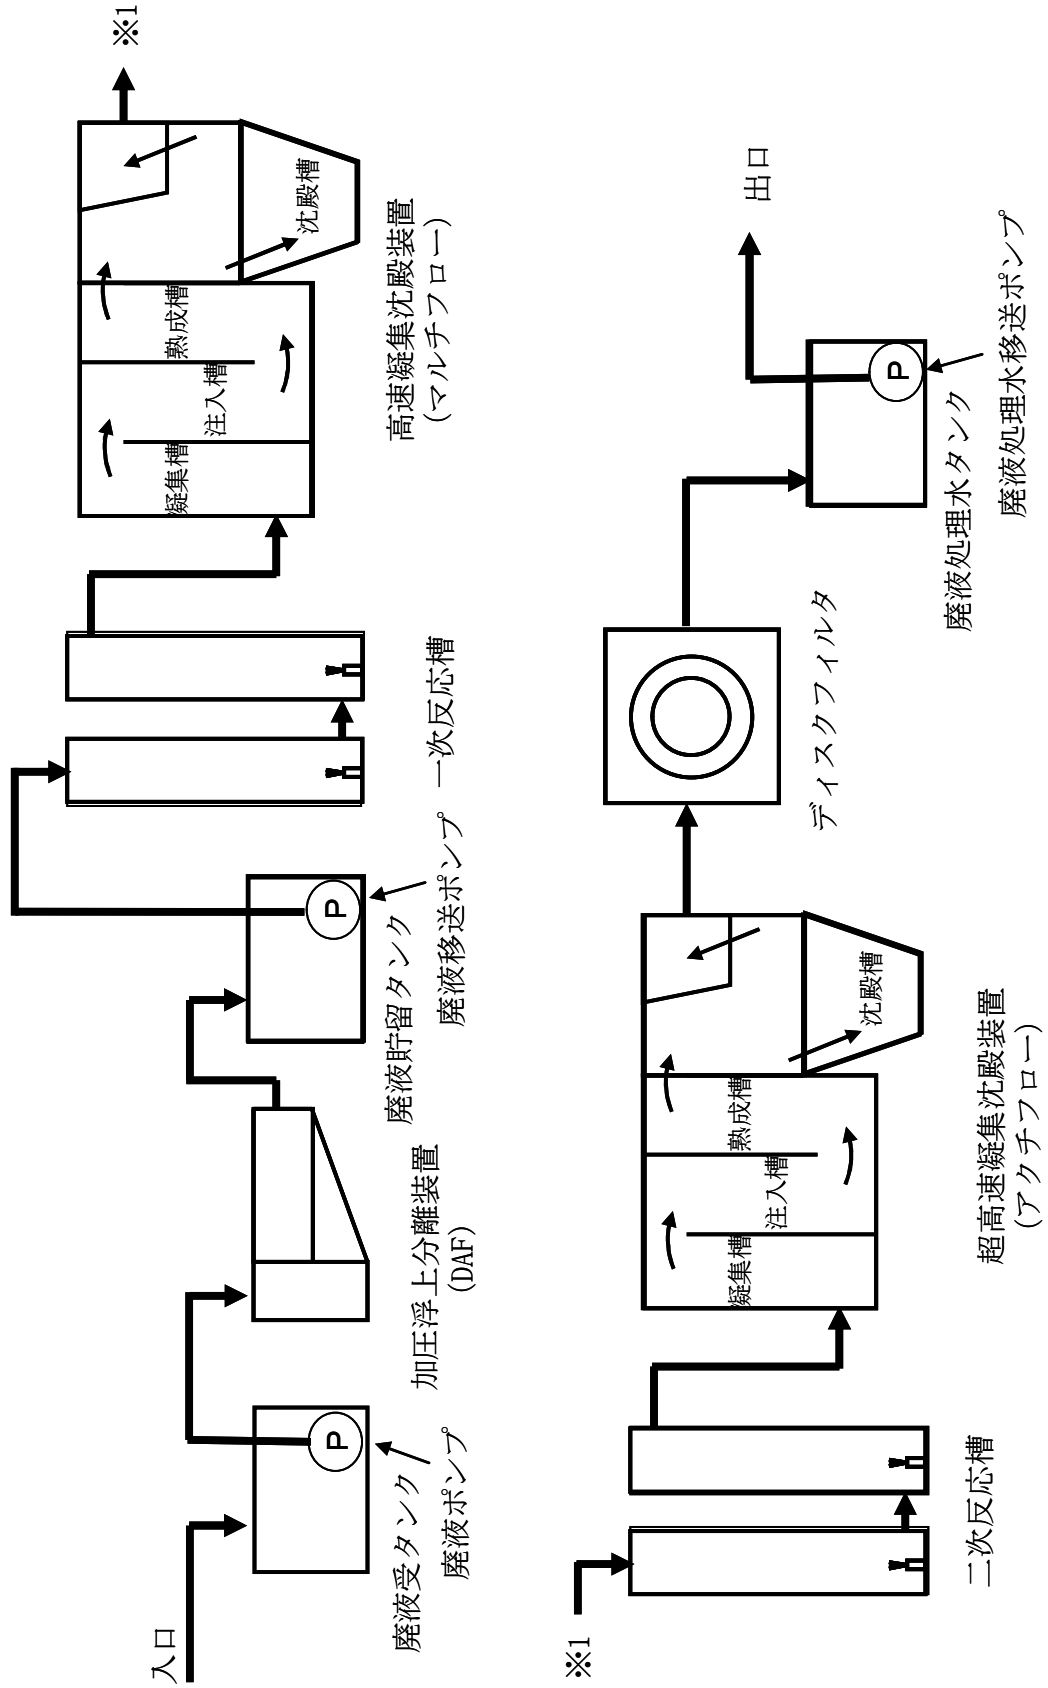 入口
廃液受タンク
P
廃液ポンプ
加圧浮上分離装置
(DAF)
廃液貯留タンク
P
廃液移送ポンプ
一次反応槽
凝集槽
注入槽
熟成槽
沈殿槽
高速凝集沈殿装置
(マルチフロー)
※1
※1
二次反応槽
凝集槽
注入槽
熟成槽
沈殿槽
超高速凝集沈殿装置
(アクチフロー)
ディスクフィルタ
P
廃液処理水タンク
廃液処理水移送ポンプ
出口